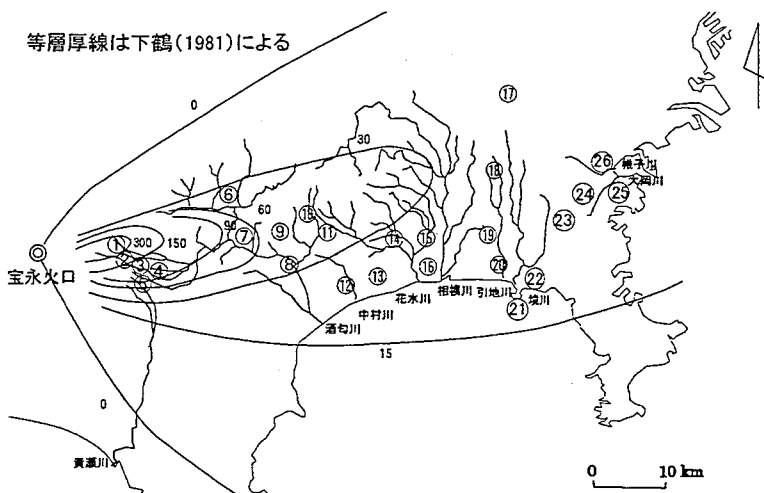 等層厚線は下鶴(1981)による
0
30
60
90
150
300
15
0
宝永火口
①
③
④
⑤
⑥
⑦
⑧
⑨
⑩
⑪
⑫
⑬
⑭
⑮
⑯
⑰
⑱
⑲
⑳
㉑
㉒
㉓
㉔
㉕
㉖
帷子川
大岡川
境川
引地川
相模川
花水川
中村川
酒匂川
黄瀬川
0 10 km